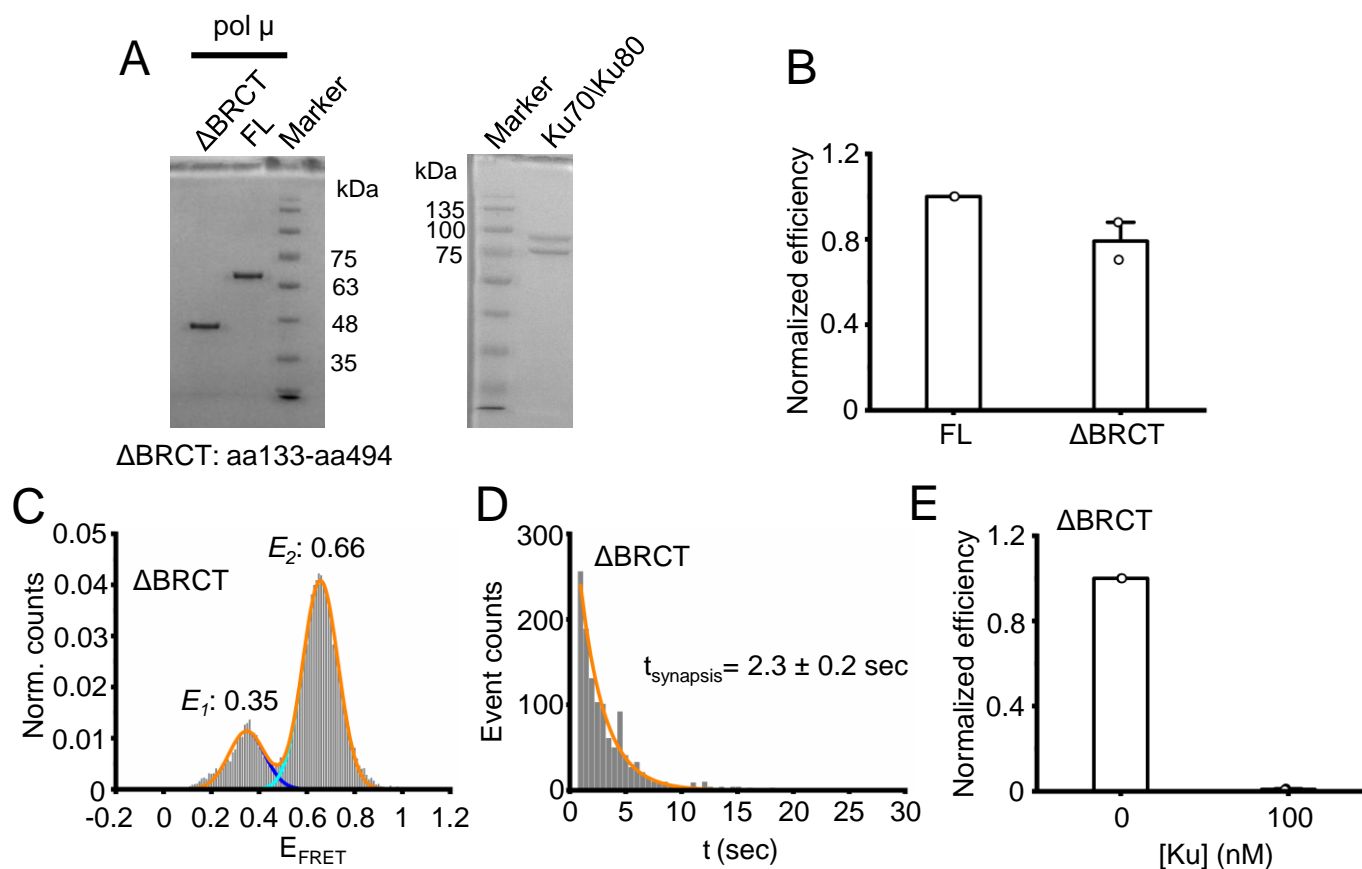 A
pol μ
ΔBRCT
FL
Marker
kDa
75
63
48
35
Marker
Ku70\Ku80
kDa
135
100
75
ΔBRCT: aa133-aa494
B
Normalized efficiency
1.2
0.8
0.4
0
FL
ΔBRCT
C
Norm. counts
0.05
0.04
0.03
0.02
0.01
0
ΔBRCT
E1: 0.35
E2: 0.66
-0.2
0
0.2
0.4
0.6
0.8
1
1.2
EFRET
D
Event counts
300
200
100
0
ΔBRCT
tsynapsis= 2.3 ± 0.2 sec
0
5
10
15
20
25
30
t (sec)
E
ΔBRCT
Normalized efficiency
1.2
1.0
0.4
0
0
100
[Ku] (nM)